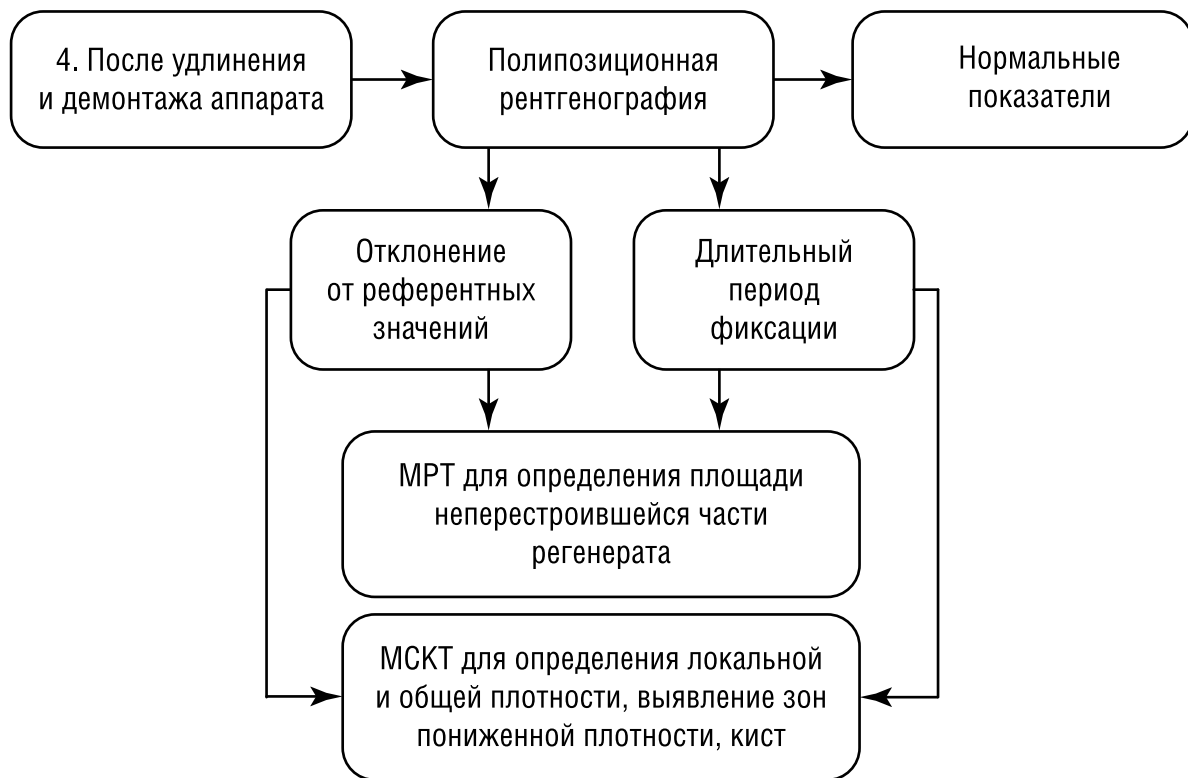 4. После удлинения
и демонтажа аппарата
Полипозиционная
рентгенография
Нормальные
показатели
Отклонение
от референтных
значений
Длительный
период
фиксации
МРТ для определения площади
неперестроившейся части
регенерата
МСКТ для определения локальной
и общей плотности, выявление зон
пониженной плотности, кист